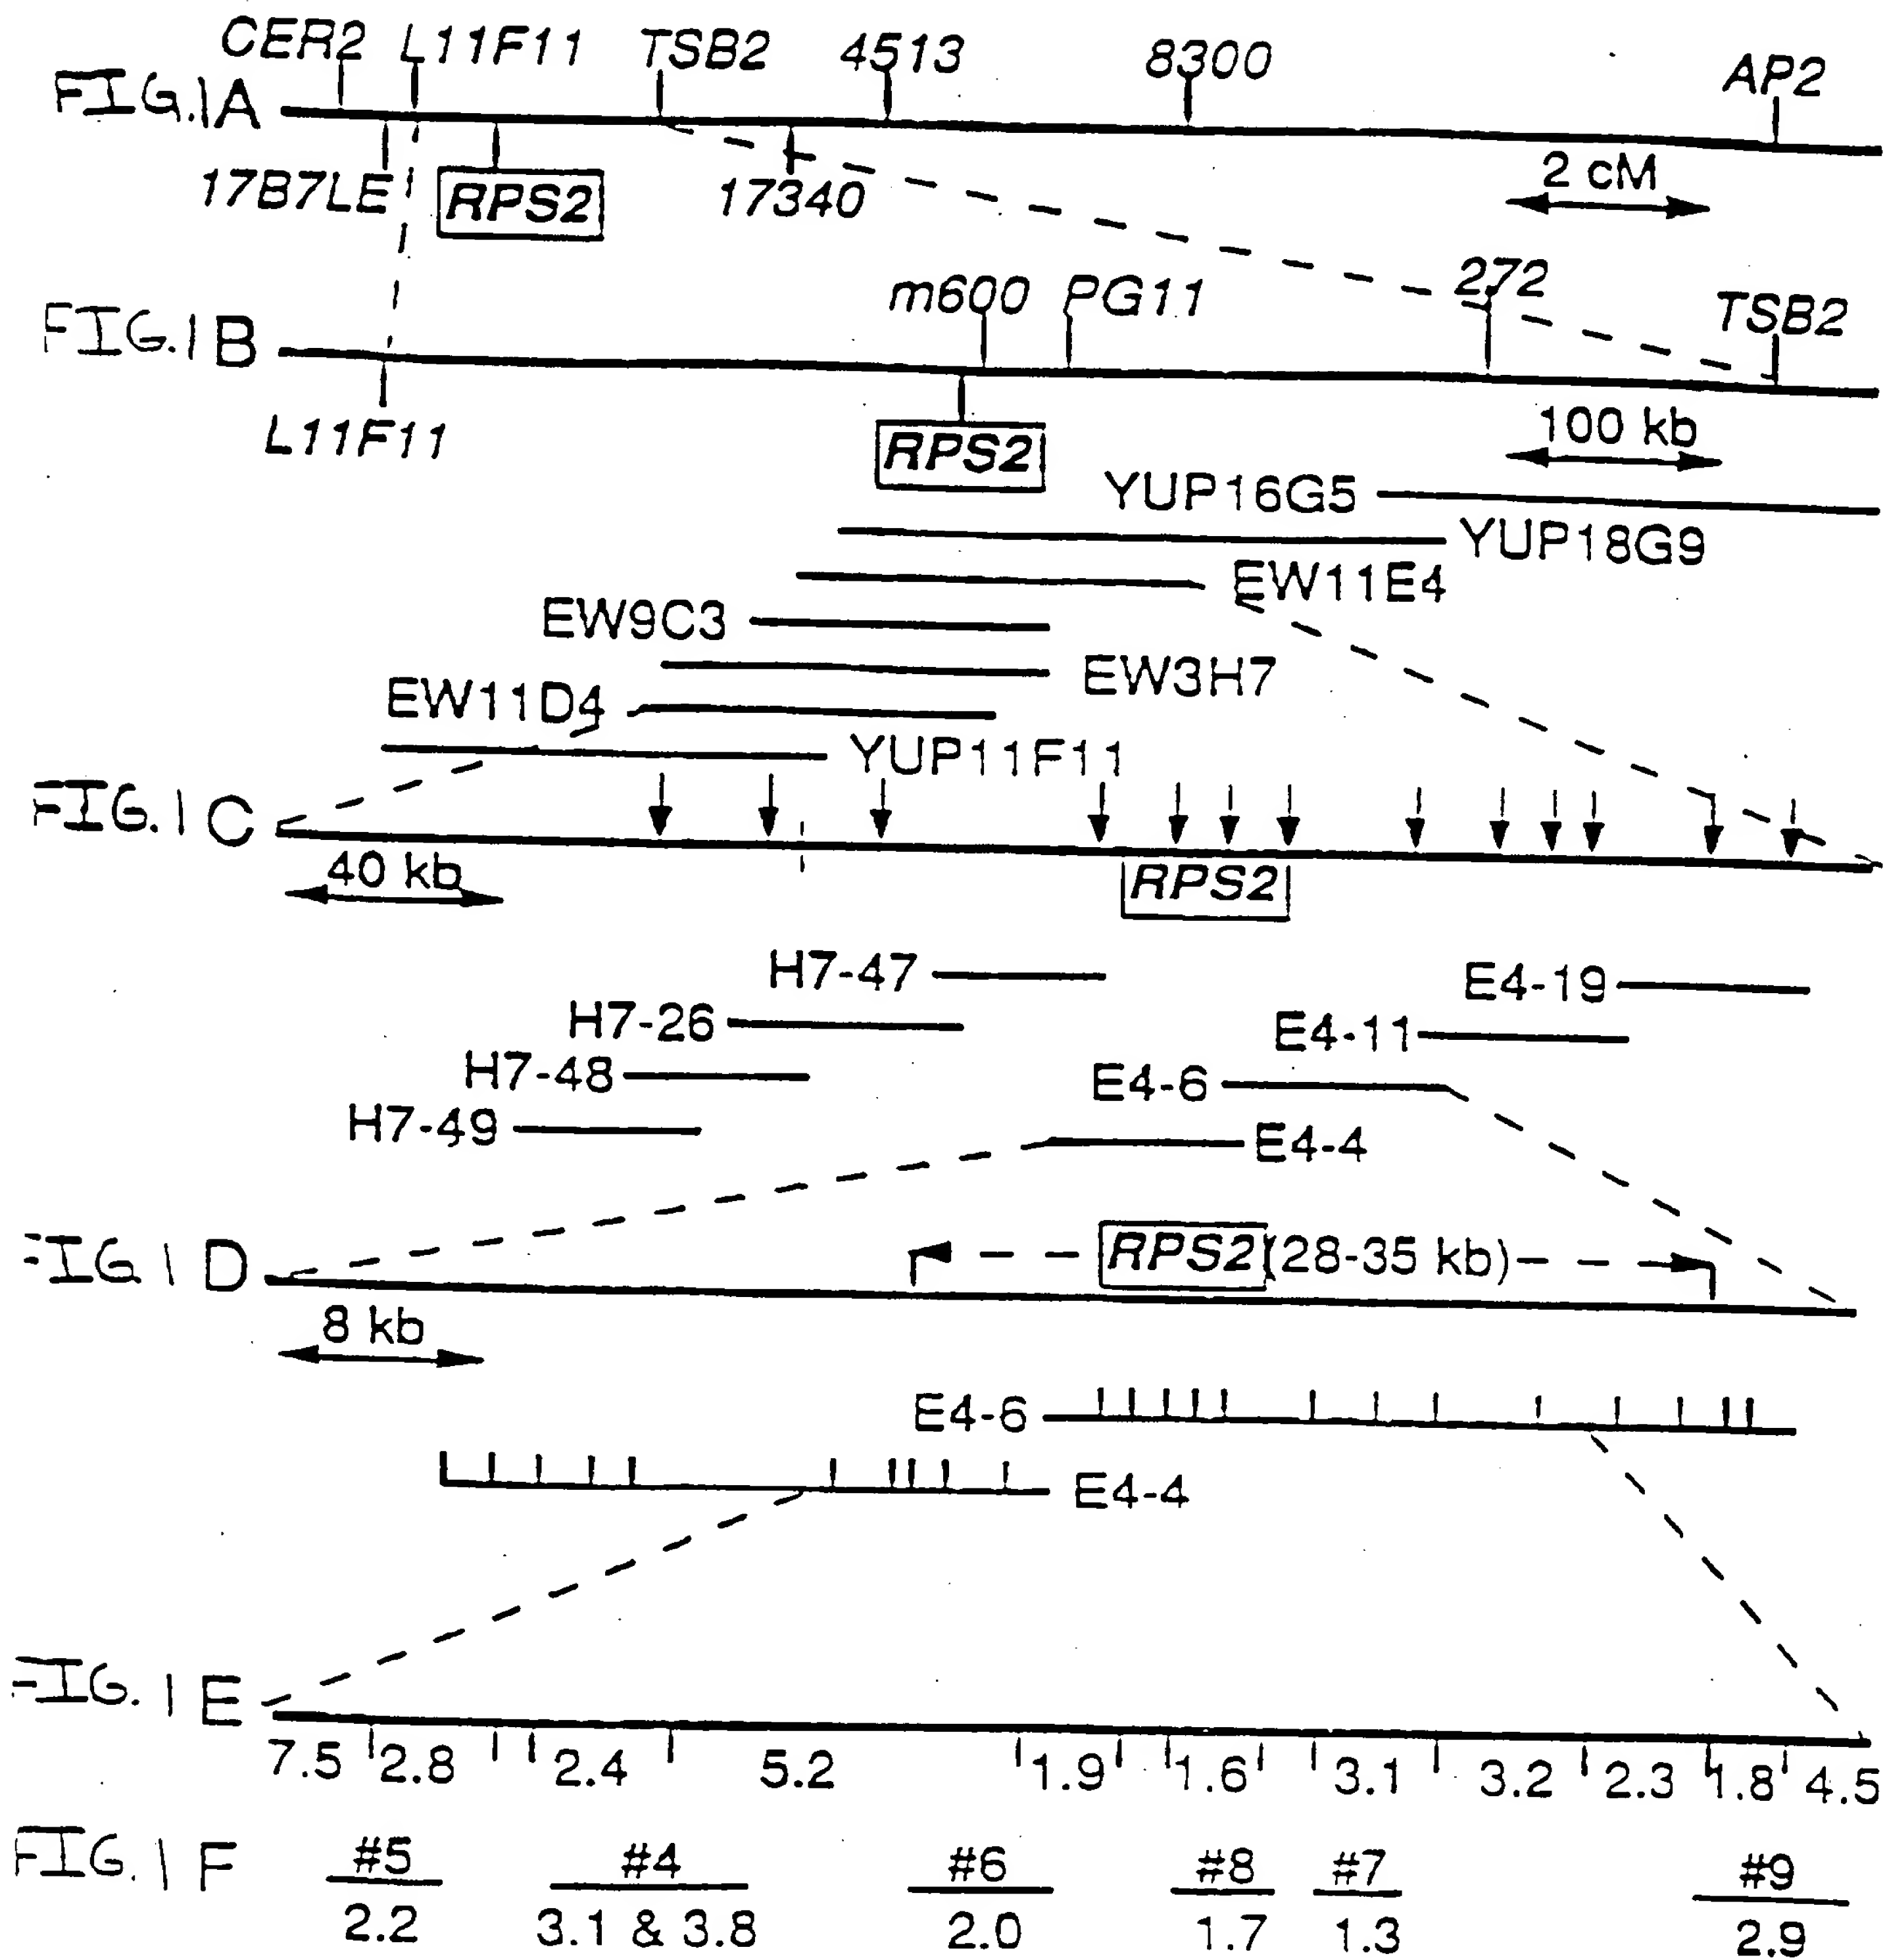 CER2 L11F11 TSB2 4513 8300 AP2
FIG.1A
17B7LE RPS2 17340 2 cM
m600 PG11 272 TSB2
FIG.1B
L11F11 RPS2 100 kb
YUP16G5
YUP18G9
EW11E4
EW9C3
EW3H7
EW11D4
YUP11F11
FIG.1C
40 kb RPS2
H7-47 E4-19
H7-26 E4-11
H7-48 E4-6
H7-49 E4-4
RPS2 (28-35 kb)
FIG.1D
8 kb
E4-6
E4-4
FIG.1E
7.5 2.8 2.4 5.2 1.9 1.6 3.1 3.2 2.3 1.8 4.5
FIG.1F #5 #4 #6 #8 #7 #9
2.2 3.1 & 3.8 2.0 1.7 1.3 2.9